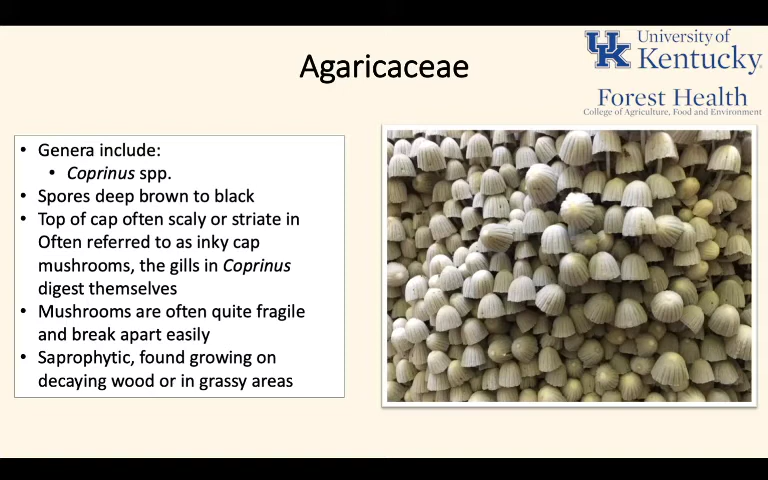 Agaricaceae
University of
Kentucky
Forest Health
College of Agriculture, Food and Environment
• Genera include:
• Coprinus spp.
• Spores deep brown to black
• Top of cap often scaly or striate in
Often referred to as inky cap
mushrooms, the gills in Coprinus
digest themselves
• Mushrooms are often quite fragile
and break apart easily
• Saprophytic, found growing on
decaying wood or in grassy areas